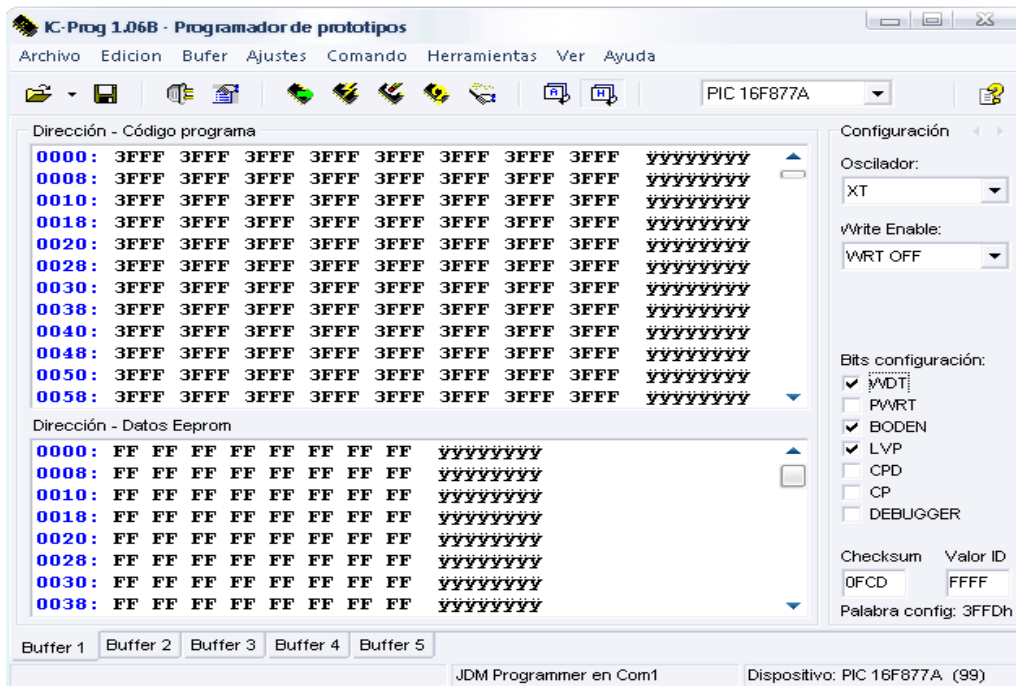 IC-Prog 1.06B - Programador de prototipos
Archivo Edicion Bufer Ajustes Comando Herramientas Ver Ayuda
PIC 16F877A
Dirección - Código programa
0000: 3FFF 3FFF 3FFF 3FFF 3FFF 3FFF 3FFF 3FFF ÿÿÿÿÿÿÿÿ
0008: 3FFF 3FFF 3FFF 3FFF 3FFF 3FFF 3FFF 3FFF ÿÿÿÿÿÿÿÿ
0010: 3FFF 3FFF 3FFF 3FFF 3FFF 3FFF 3FFF 3FFF ÿÿÿÿÿÿÿÿ
0018: 3FFF 3FFF 3FFF 3FFF 3FFF 3FFF 3FFF 3FFF ÿÿÿÿÿÿÿÿ
0020: 3FFF 3FFF 3FFF 3FFF 3FFF 3FFF 3FFF 3FFF ÿÿÿÿÿÿÿÿ
0028: 3FFF 3FFF 3FFF 3FFF 3FFF 3FFF 3FFF 3FFF ÿÿÿÿÿÿÿÿ
0030: 3FFF 3FFF 3FFF 3FFF 3FFF 3FFF 3FFF 3FFF ÿÿÿÿÿÿÿÿ
0038: 3FFF 3FFF 3FFF 3FFF 3FFF 3FFF 3FFF 3FFF ÿÿÿÿÿÿÿÿ
0040: 3FFF 3FFF 3FFF 3FFF 3FFF 3FFF 3FFF 3FFF ÿÿÿÿÿÿÿÿ
0048: 3FFF 3FFF 3FFF 3FFF 3FFF 3FFF 3FFF 3FFF ÿÿÿÿÿÿÿÿ
0050: 3FFF 3FFF 3FFF 3FFF 3FFF 3FFF 3FFF 3FFF ÿÿÿÿÿÿÿÿ
0058: 3FFF 3FFF 3FFF 3FFF 3FFF 3FFF 3FFF 3FFF ÿÿÿÿÿÿÿÿ
Dirección - Datos Eeprom
0000: FF FF FF FF FF FF FF FF ÿÿÿÿÿÿÿÿ
0008: FF FF FF FF FF FF FF FF ÿÿÿÿÿÿÿÿ
0010: FF FF FF FF FF FF FF FF ÿÿÿÿÿÿÿÿ
0018: FF FF FF FF FF FF FF FF ÿÿÿÿÿÿÿÿ
0020: FF FF FF FF FF FF FF FF ÿÿÿÿÿÿÿÿ
0028: FF FF FF FF FF FF FF FF ÿÿÿÿÿÿÿÿ
0030: FF FF FF FF FF FF FF FF ÿÿÿÿÿÿÿÿ
0038: FF FF FF FF FF FF FF FF ÿÿÿÿÿÿÿÿ
Configuración
Oscilador:
XT
Write Enable:
WRT OFF
Bits configuración:
WDT
PWRT
BODEN
LVP
CPD
CP
DEBUGGER
Checksum Valor ID
0FCD FFFF
Palabra config: 3FFDh
Buffer 1 Buffer 2 Buffer 3 Buffer 4 Buffer 5
JDM Programmer en Com1 Dispositivo: PIC 16F877A (99)